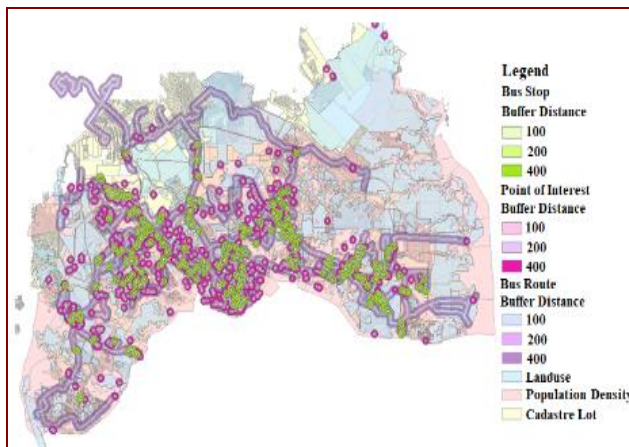 Legend
Bus Stop
Buffer Distance
100
200
400
Point of Interest
Buffer Distance
100
200
400
Bus Route
Buffer Distance
100
200
400
Landuse
Population Density
Cadastre Lot